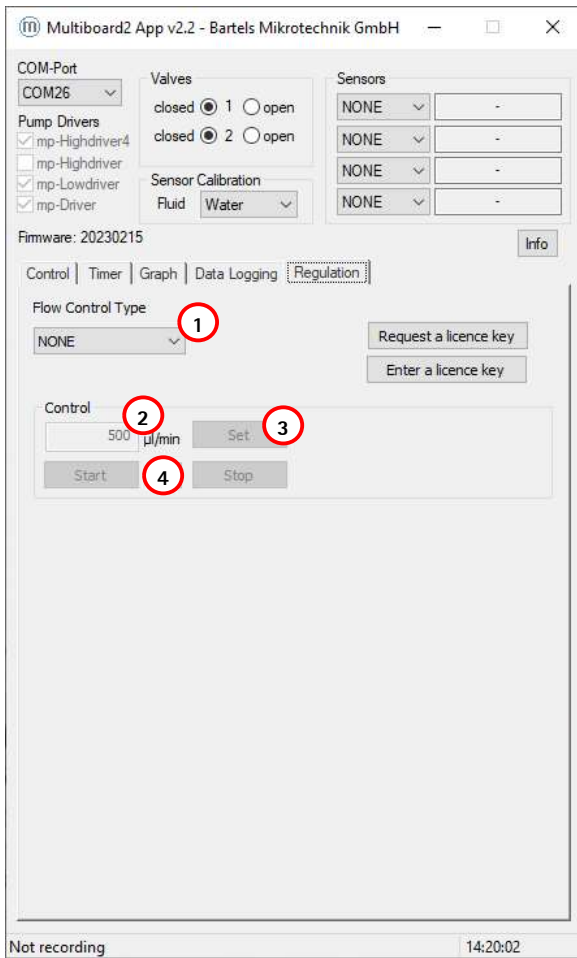 Multiboard2 App v2.2 - Bartels Mikrotechnik GmbH
COM-Port
COM26
Pump Drivers
mp-Highdriver4
mp-Highdriver
mp-Lowdriver
mp-Driver
Valves
closed 1 open
closed 2 open
Sensor Calibration
Fluid Water
Sensors
NONE -
NONE -
NONE -
NONE -
Firmware: 20230215
Info
Control Timer Graph Data Logging Regulation
Flow Control Type
1
NONE
Request a licence key
Enter a licence key
Control
2
500 µl/min Set 3
Start 4 Stop
Not recording 14:20:02